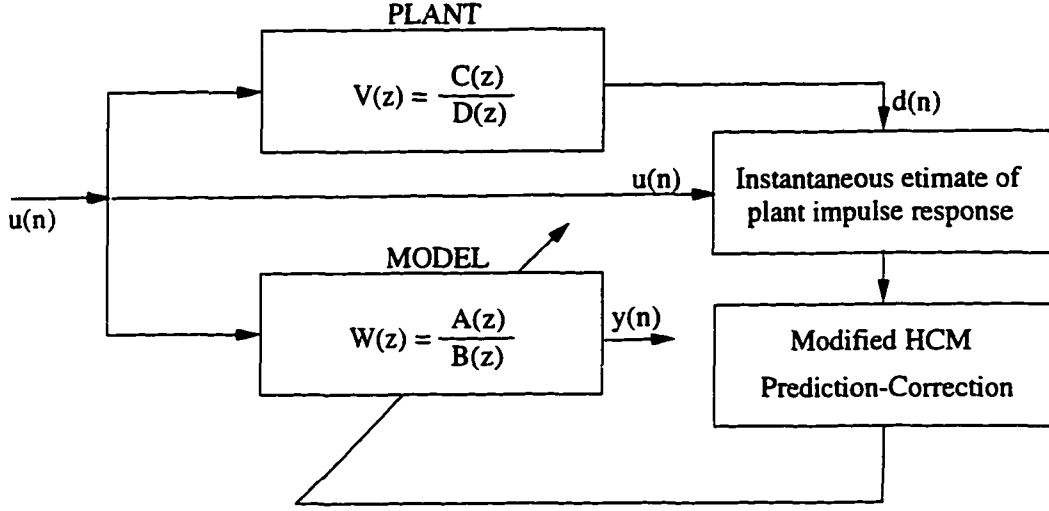 PLANT
V(z) = C(z) / D(z)
d(n)
u(n)
u(n)
Instantaneous etimate of
plant impulse response
MODEL
W(z) = A(z) / B(z)
y(n)
Modified HCM
Prediction-Correction